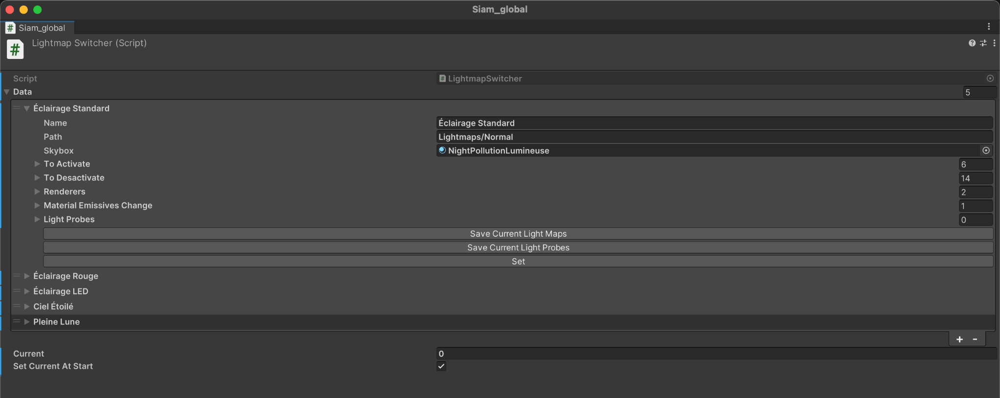 Siam_global
Siam_global
Lightmap Switcher (Script)
Script LightmapSwitcher
Data 5
Éclairage Standard
Name Éclairage Standard
Path Lightmaps/Normal
Skybox NightPollutionLumineuse
To Activate 6
To Desactivate 14
Renderers 2
Material Emissives Change 1
Light Probes 0
Save Current Light Maps
Save Current Light Probes
Set
Éclairage Rouge
Éclairage LED
Ciel Étoilé
Pleine Lune
+ -
Current 0
Set Current At Start